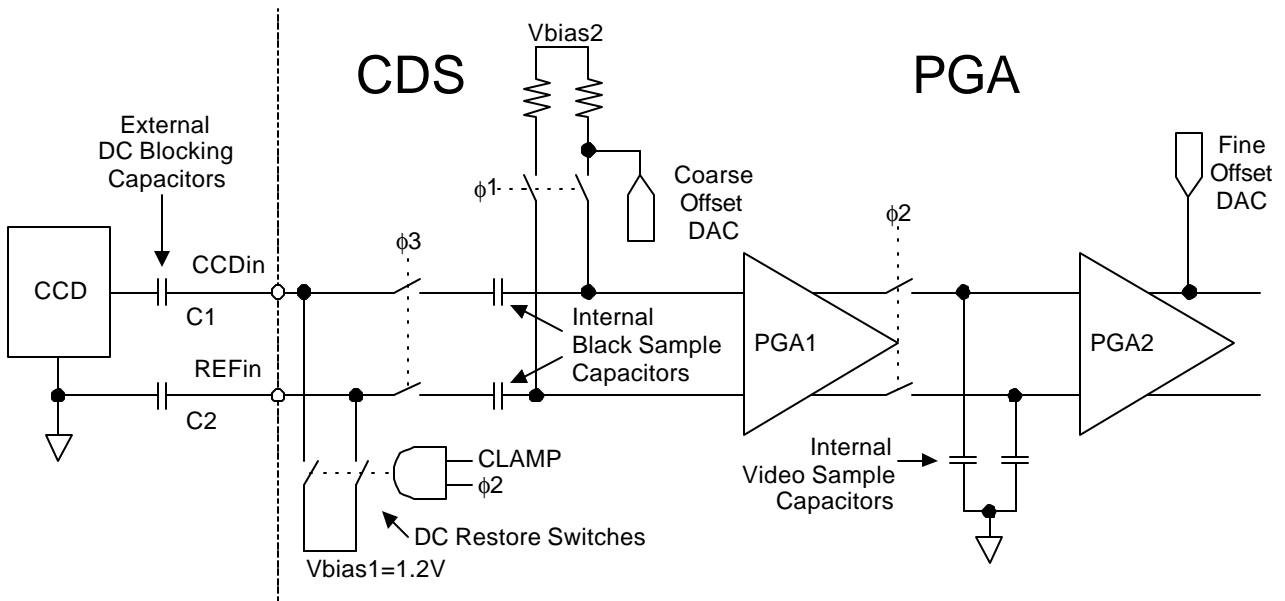 Vbias2
CDS
PGA
External
DC Blocking
Capacitors
Fine
Offset
DAC
Coarse
Offset
DAC
ϕ1
ϕ2
ϕ3
CCDin
CCD
C1
Internal
Black Sample
Capacitors
PGA1
PGA2
REFin
C2
Internal
Video Sample
Capacitors
CLAMP
ϕ2
DC Restore Switches
Vbias1=1.2V